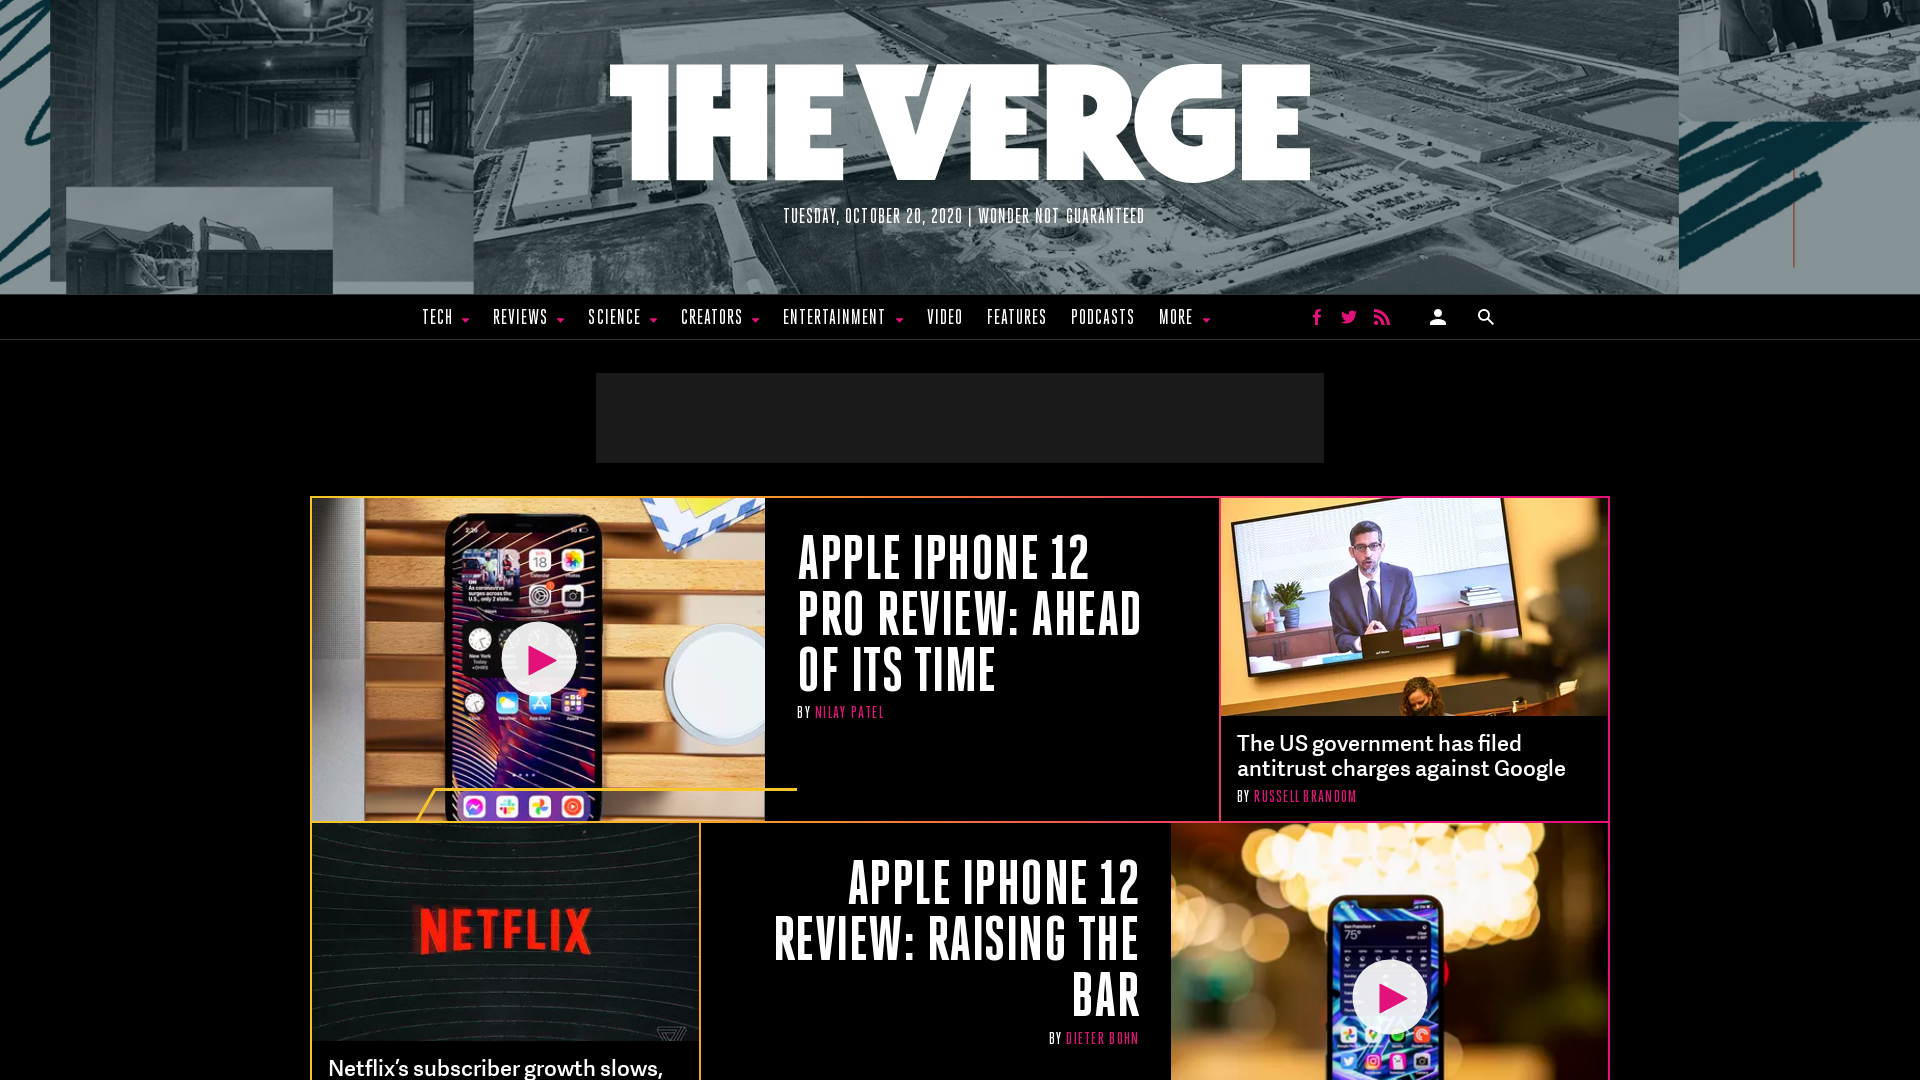 THE VERGE
TUESDAY, OCTOBER 20, 2020 | WONDER NOT GUARANTEED
TECH REVIEWS SCIENCE CREATORS ENTERTAINMENT VIDEO FEATURES PODCASTS MORE
APPLE IPHONE 12
PRO REVIEW: AHEAD
OF ITS TIME
BY NILAY PATEL
The US government has filed
antitrust charges against Google
BY RUSSELL BRANDOM
NETFLIX
Netflix’s subscriber growth slows,
APPLE IPHONE 12
REVIEW: RAISING THE
BAR
BY DIETER BOHN
18
75°